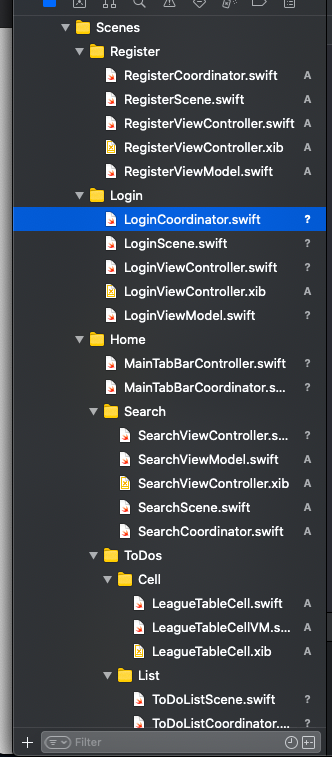 Scenes
Register
RegisterCoordinator.swift A
RegisterScene.swift A
RegisterViewController.swift A
RegisterViewController.xib A
RegisterViewModel.swift A
Login
LoginCoordinator.swift ?
LoginScene.swift ?
LoginViewController.swift ?
LoginViewController.xib A
LoginViewModel.swift ?
Home
MainTabBarController.swift ?
MainTabBarCoordinator.s... ?
Search
SearchViewController.s... ?
SearchViewModel.swift A
SearchViewController.xib A
SearchScene.swift A
SearchCoordinator.swift A
ToDos
Cell
LeagueTableCell.swift A
LeagueTableCellVM.s... A
LeagueTableCell.xib A
List
ToDoListScene.swift ?
ToDoListCoordinator.... ?
Filter